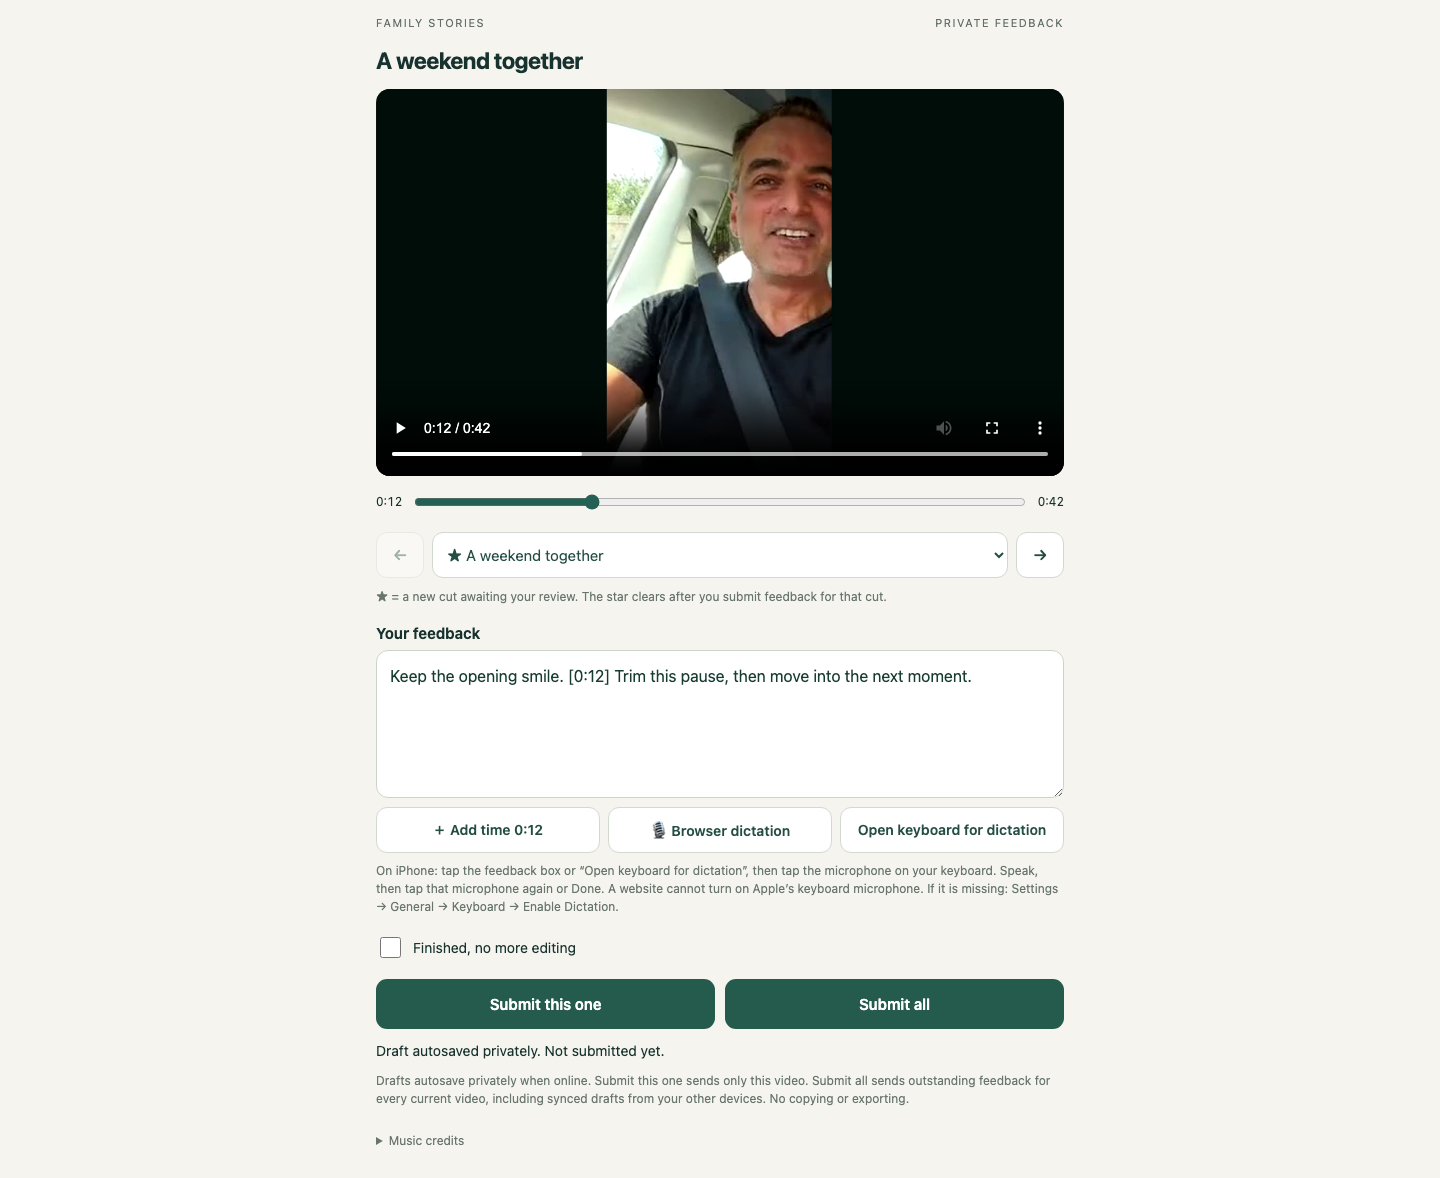 FAMILY STORIES
PRIVATE FEEDBACK
A weekend together
0:12 / 0:42
0:12
0:42
← ★ A weekend together →
★ = a new cut awaiting your review. The star clears after you submit feedback for that cut.
Your feedback
Keep the opening smile. [0:12] Trim this pause, then move into the next moment.
+ Add time 0:12
Browser dictation
Open keyboard for dictation
On iPhone: tap the feedback box or “Open keyboard for dictation”, then tap the microphone on your keyboard. Speak,
then tap that microphone again or Done. A website cannot turn on Apple’s keyboard microphone. If it is missing: Settings
→ General → Keyboard → Enable Dictation.
Finished, no more editing
Submit this one
Submit all
Draft autosaved privately. Not submitted yet.
Drafts autosave privately when online. Submit this one sends only this video. Submit all sends outstanding feedback for
every current video, including synced drafts from your other devices. No copying or exporting.
Music credits